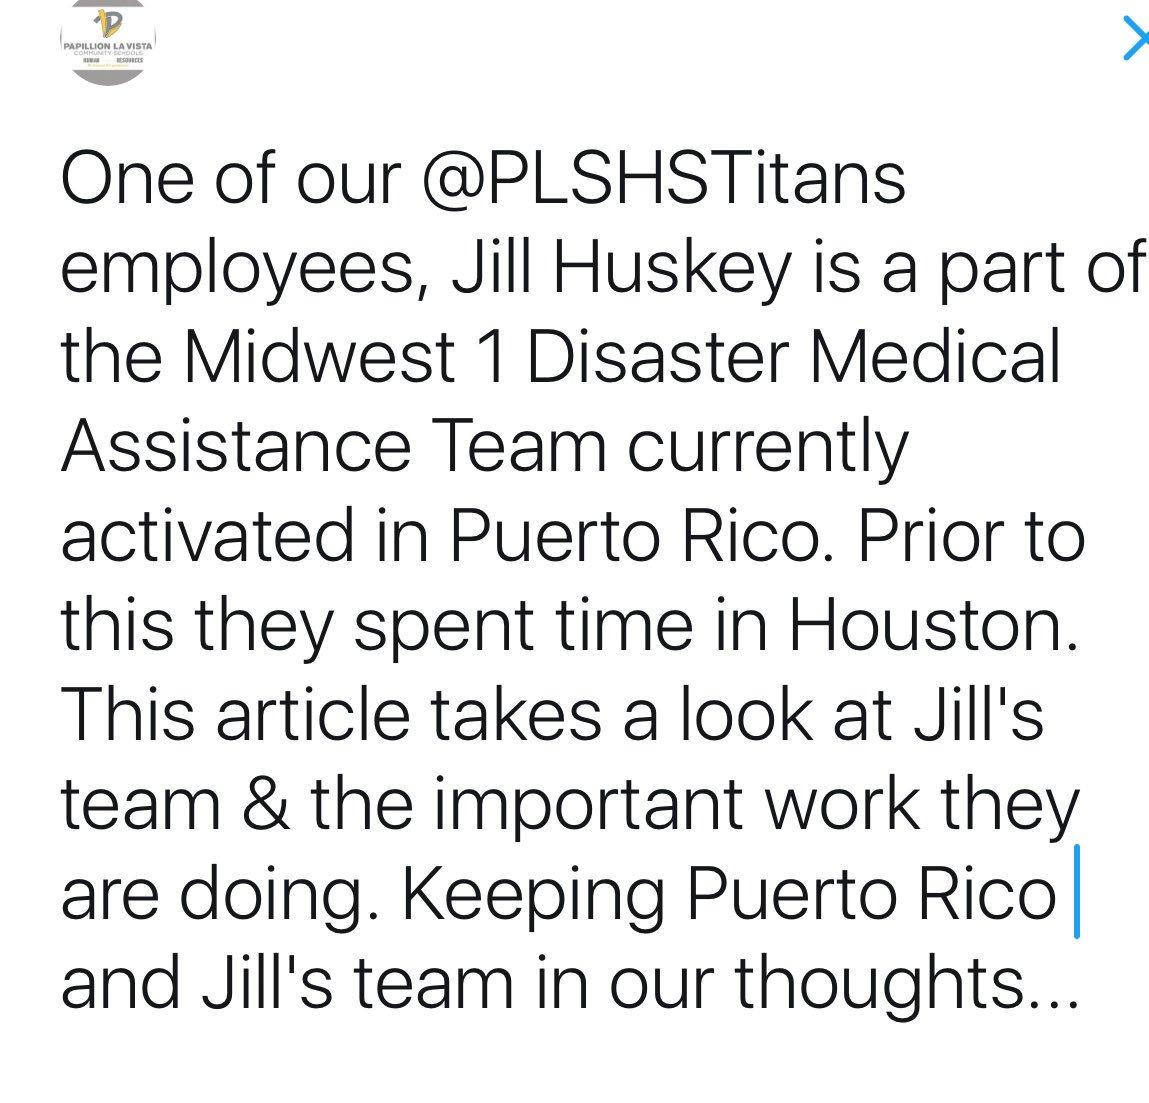 PAPILLION LA VISTA
COMMUNITY SCHOOLS
HUMAN RESOURCES
One of our @PLSHSTitans
employees, Jill Huskey is a part of
the Midwest 1 Disaster Medical
Assistance Team currently
activated in Puerto Rico. Prior to
this they spent time in Houston.
This article takes a look at Jill's
team & the important work they
are doing. Keeping Puerto Rico
and Jill's team in our thoughts...